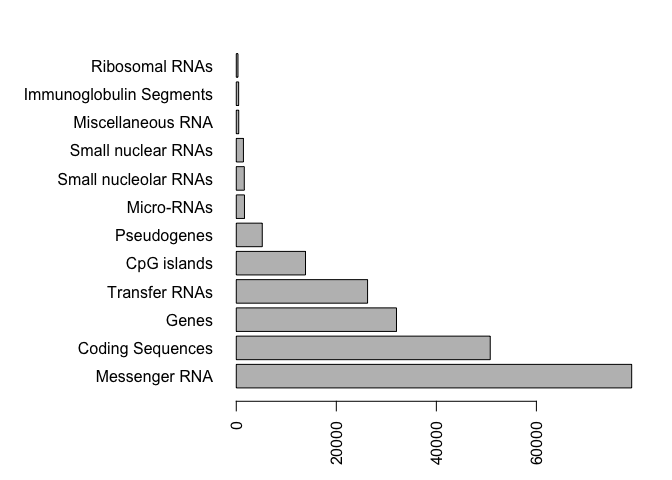 Ribosomal RNAs
Immunoglobulin Segments
Miscellaneous RNA
Small nuclear RNAs
Small nucleolar RNAs
Micro-RNAs
Pseudogenes
CpG islands
Transfer RNAs
Genes
Coding Sequences
Messenger RNA
0
20000
40000
60000